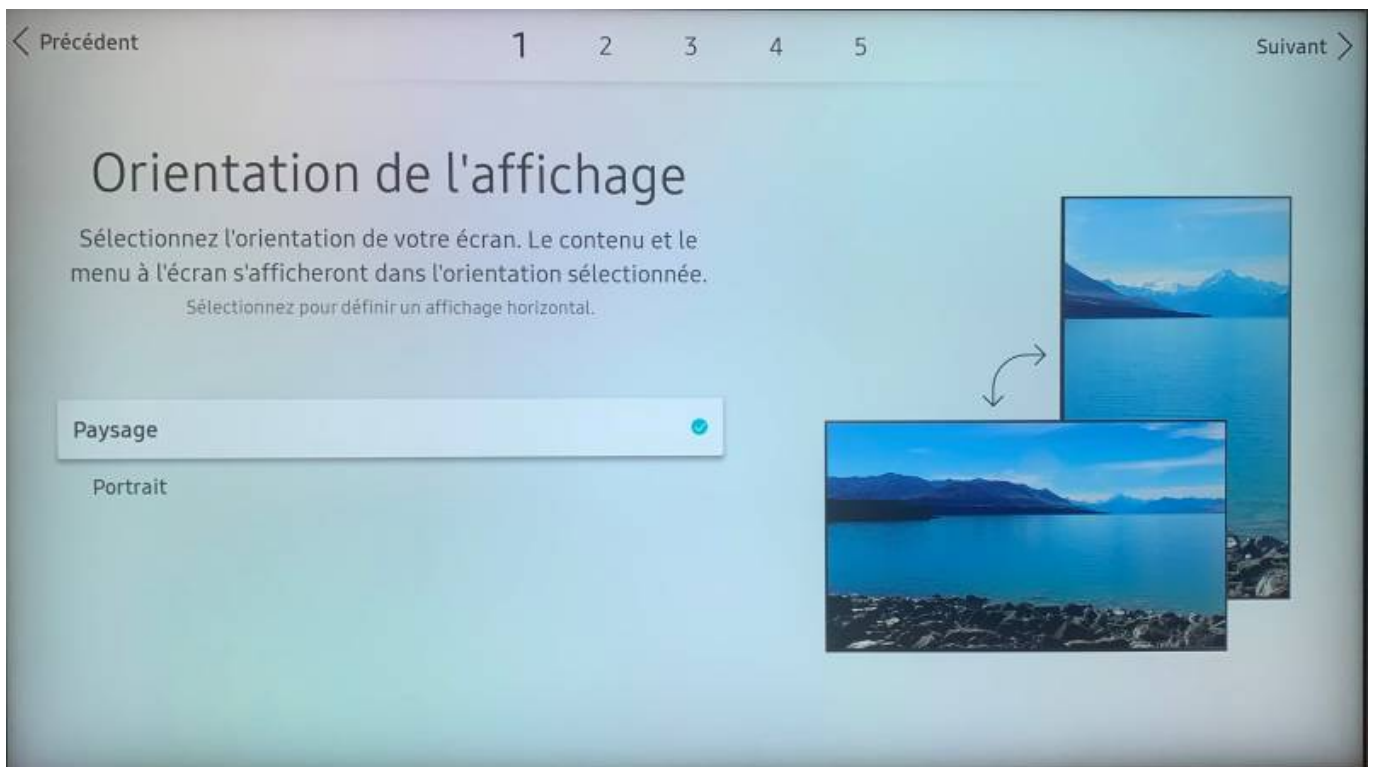 Précédent
1 2 3 4 5
Suivant
Orientation de l'affichage
Sélectionnez l'orientation de votre écran. Le contenu et le
menu à l'écran s'afficheront dans l'orientation sélectionnée.
Sélectionnez pour définir un affichage horizontal.
Paysage
Portrait